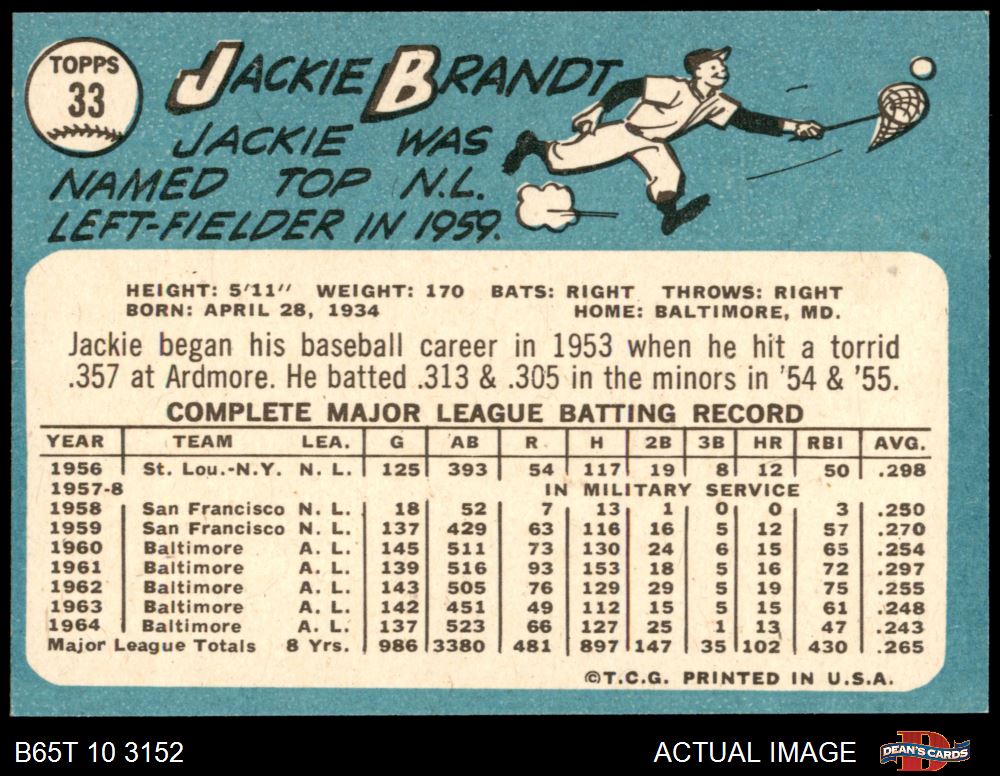 TOPPS
33
JACKIE BRANDT
JACKIE WAS
NAMED TOP N.L.
LEFT-FIELDER IN 1959.
HEIGHT: 5'11" WEIGHT: 170 BATS: RIGHT THROWS: RIGHT
BORN: APRIL 28, 1934 HOME: BALTIMORE, MD.
Jackie began his baseball career in 1953 when he hit a torrid
.357 at Ardmore. He batted .313 & .305 in the minors in '54 & '55.
COMPLETE MAJOR LEAGUE BATTING RECORD
YEAR TEAM LEA. G AB R H 2B 3B HR RBI AVG.
1956 St. Lou.-N.Y. N. L. 125 393 54 117 19 8 12 50 .298
1957-8 IN MILITARY SERVICE
1958 San Francisco N. L. 18 52 7 13 1 0 0 3 .250
1959 San Francisco N. L. 137 429 63 116 16 5 12 57 .270
1960 Baltimore A. L. 145 511 73 130 24 6 15 65 .254
1961 Baltimore A. L. 139 516 93 153 18 5 16 72 .297
1962 Baltimore A. L. 143 505 76 129 29 5 19 75 .255
1963 Baltimore A. L. 142 451 49 112 15 5 15 61 .248
1964 Baltimore A. L. 137 523 66 127 25 1 13 47 .243
Major League Totals 8 Yrs. 986 3380 481 897 147 35 102 430 .265
©T.C.G. PRINTED IN U.S.A.
B65T 10 3152 ACTUAL IMAGE DEAN'S CARDS